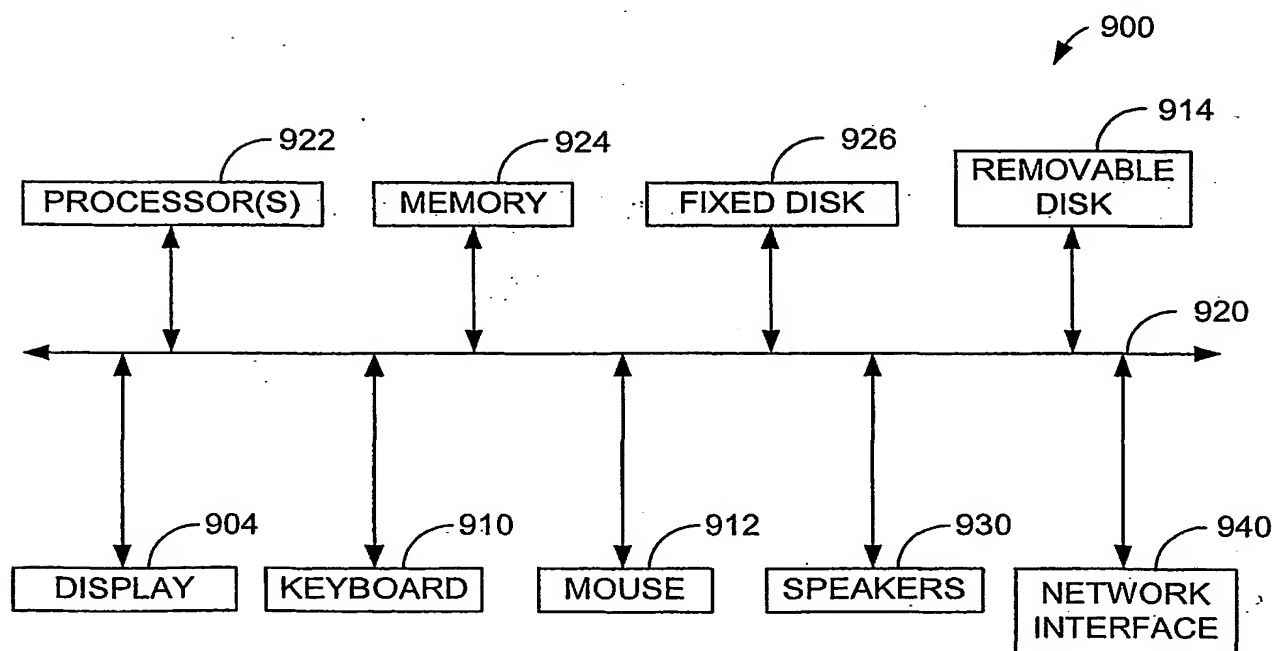 900
922
924
926
914
PROCESSOR(S)
MEMORY
FIXED DISK
REMOVABLE
DISK
920
904
910
912
930
940
DISPLAY
KEYBOARD
MOUSE
SPEAKERS
NETWORK
INTERFACE